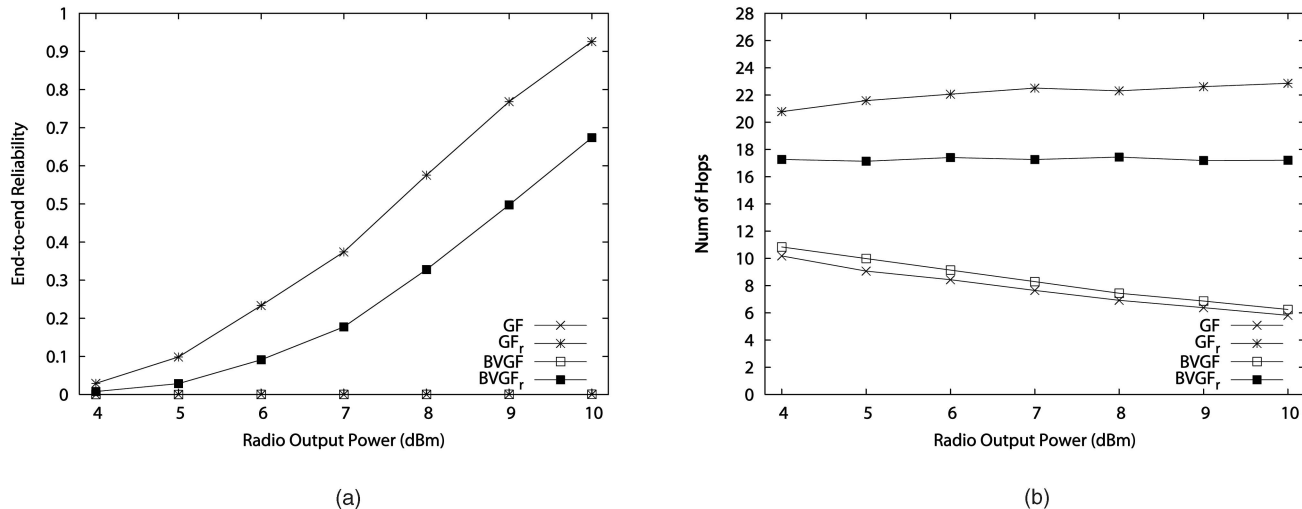 1
0.9
0.8
0.7
0.6
0.5
0.4
0.3
0.2
0.1
0
End-to-end Reliability
GF
GFr
BVGF
BVGFr
4 5 6 7 8 9 10
Radio Output Power (dBm)
(a)
28
26
24
22
20
18
16
14
12
10
8
6
4
2
0
Num of Hops
GF
GFr
BVGF
BVGFr
4 5 6 7 8 9 10
Radio Output Power (dBm)
(b)